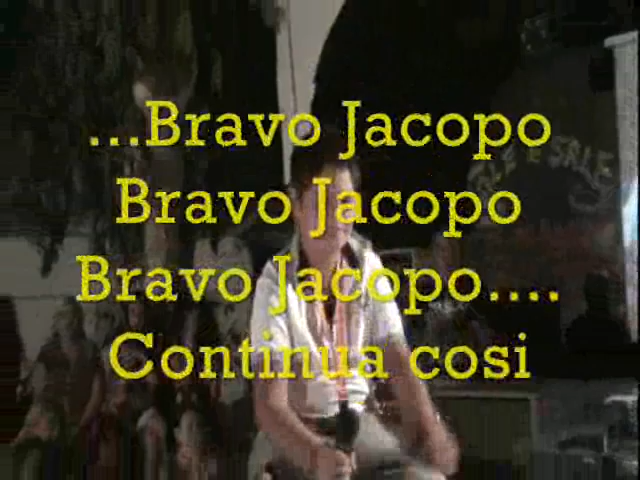 ...Bravo Jacopo
Bravo Jacopo
Bravo Jacopo....
Continua cosi